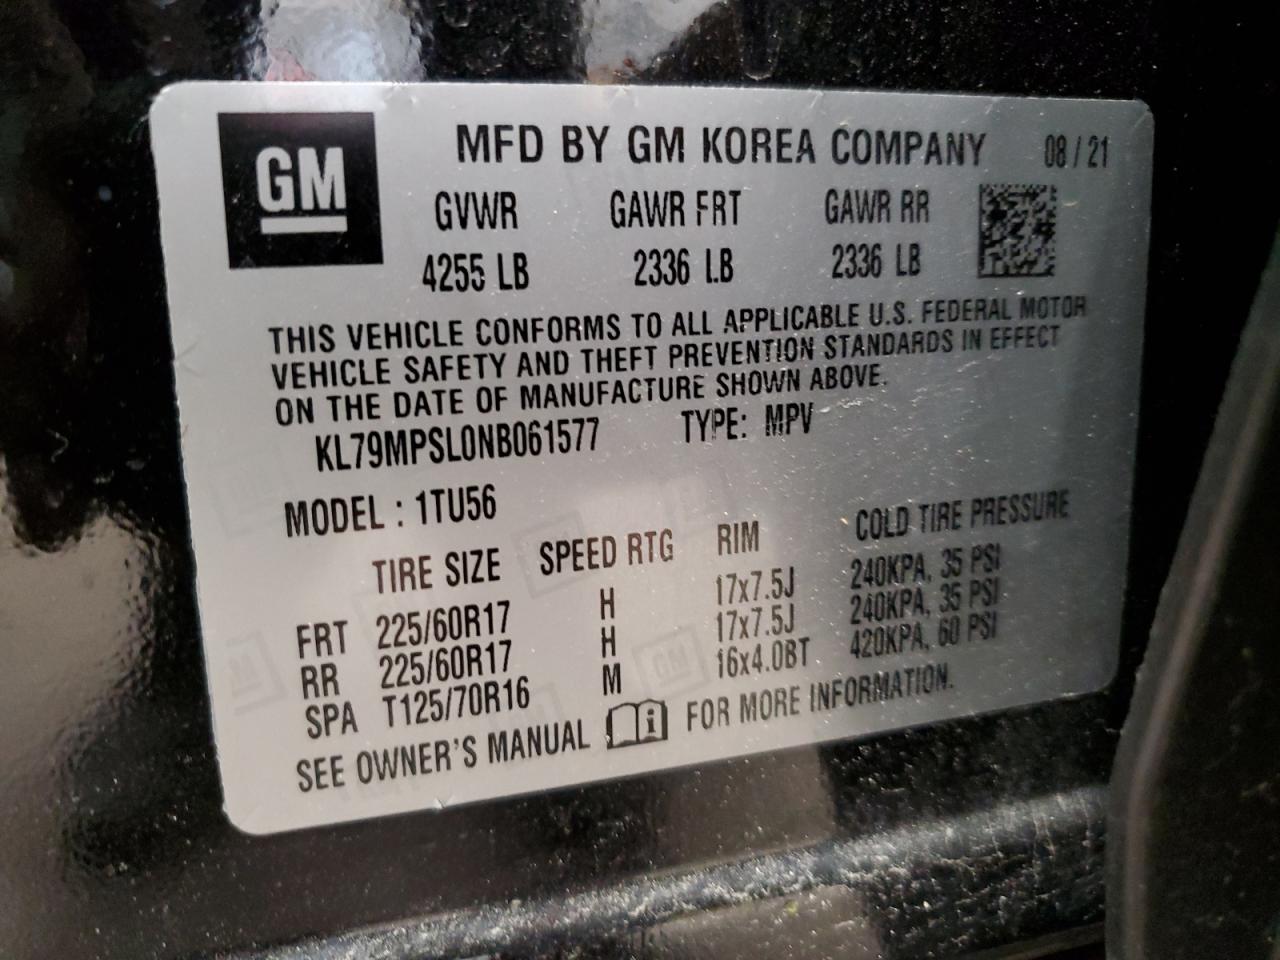 GM
MFD BY GM KOREA COMPANY 08 / 21
GVWR GAWR FRT GAWR RR
4255 LB 2336 LB 2336 LB
THIS VEHICLE CONFORMS TO ALL APPLICABLE U.S. FEDERAL MOTOR
VEHICLE SAFETY AND THEFT PREVENTION STANDARDS IN EFFECT
ON THE DATE OF MANUFACTURE SHOWN ABOVE.
KL79MPSL0NB061577 TYPE: MPV
MODEL : 1TU56
TIRE SIZE SPEED RTG RIM COLD TIRE PRESSURE
FRT 225/60R17 H 17x7.5J 240KPA, 35 PSI
RR 225/60R17 H 17x7.5J 240KPA, 35 PSI
SPA T125/70R16 M 16x4.0BT 420KPA, 60 PSI
SEE OWNER'S MANUAL FOR MORE INFORMATION.